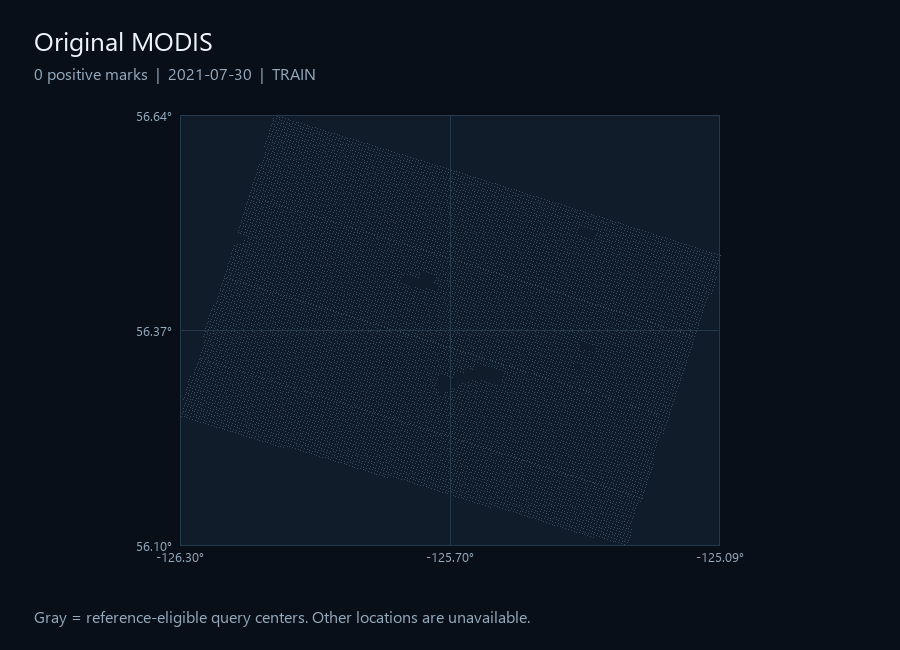 Original MODIS
0 positive marks | 2021-07-30 | TRAIN
56.64°
56.37°
56.10°
-126.30°
-125.70°
-125.09°
Gray = reference-eligible query centers. Other locations are unavailable.